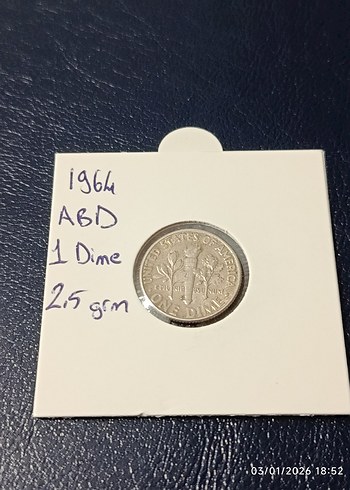 1964
ABD
1 Dime
2,5 grm
UNITED STATES OF AMERICA
ONE DIME
03/01/2026 18:52